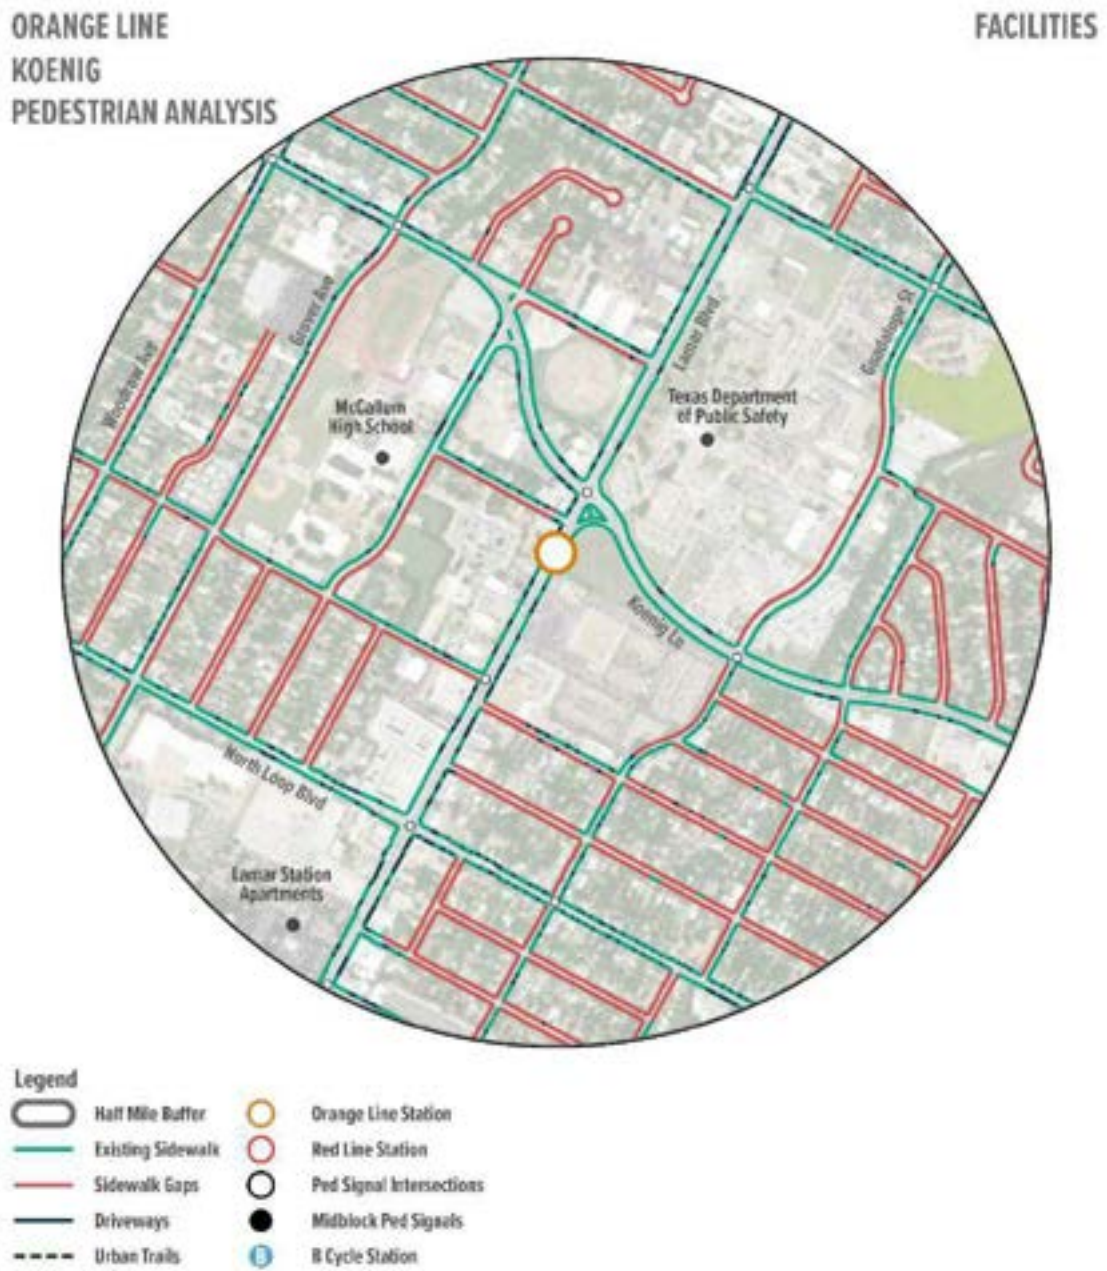 ORANGE LINE
KOENIG
PEDESTRIAN ANALYSIS
FACILITIES
Grover Ave
Woodrow Ave
Lamar Blvd
Guadalupe St
McCallum
High School
Texas Department
of Public Safety
Koenig Ln
North Loop Blvd
Lamar Station
Apartments
Legend
Half Mile Buffer
Existing Sidewalk
Sidewalk Gaps
Driveways
Urban Trails
Orange Line Station
Red Line Station
Ped Signal Intersections
Midblock Ped Signals
B
B Cycle Station